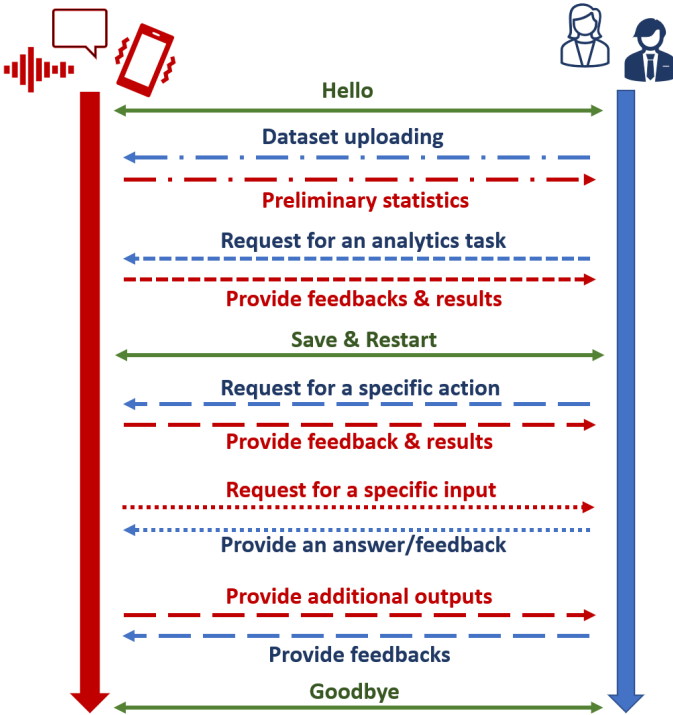 Hello
Dataset uploading
Preliminary statistics
Request for an analytics task
Provide feedbacks & results
Save & Restart
Request for a specific action
Provide feedback & results
Request for a specific input
Provide an answer/feedback
Provide additional outputs
Provide feedbacks
Goodbye